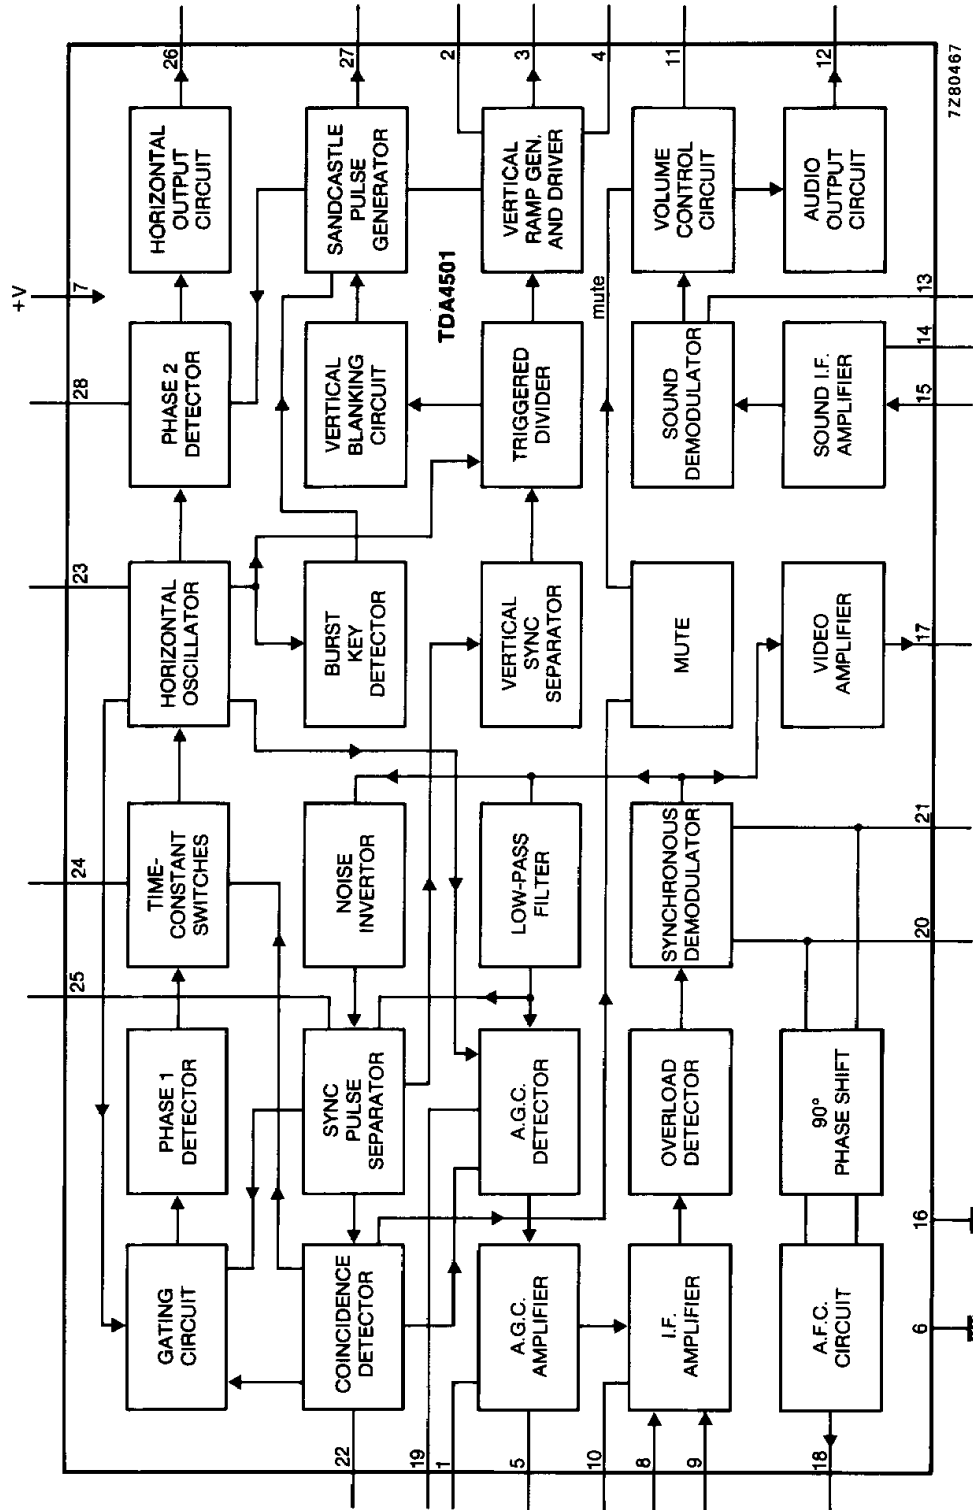 +V
7
28
23
24
25
26
27
2
3
4
11
12
13
14
15
17
21
20
16
6
22
19
1
5
10
8
9
18
GATING
CIRCUIT
PHASE 1
DETECTOR
TIME-
CONSTANT
SWITCHES
HORIZONTAL
OSCILLATOR
PHASE 2
DETECTOR
HORIZONTAL
OUTPUT
CIRCUIT
COINCIDENCE
DETECTOR
SYNC
PULSE
SEPARATOR
NOISE
INVERTOR
BURST
KEY
DETECTOR
VERTICAL
BLANKING
CIRCUIT
SANDCASTLE
PULSE
GENERATOR
TDA4501
A.G.C.
AMPLIFIER
A.G.C.
DETECTOR
LOW-PASS
FILTER
VERTICAL
SYNC
SEPARATOR
TRIGGERED
DIVIDER
VERTICAL
RAMP GEN.
AND DRIVER
mute
I.F.
AMPLIFIER
OVERLOAD
DETECTOR
SYNCHRONOUS
DEMODULATOR
MUTE
SOUND
DEMODULATOR
VOLUME
CONTROL
CIRCUIT
A.F.C.
CIRCUIT
90°
PHASE SHIFT
VIDEO
AMPLIFIER
SOUND I.F.
AMPLIFIER
AUDIO
OUTPUT
CIRCUIT
7Z80467